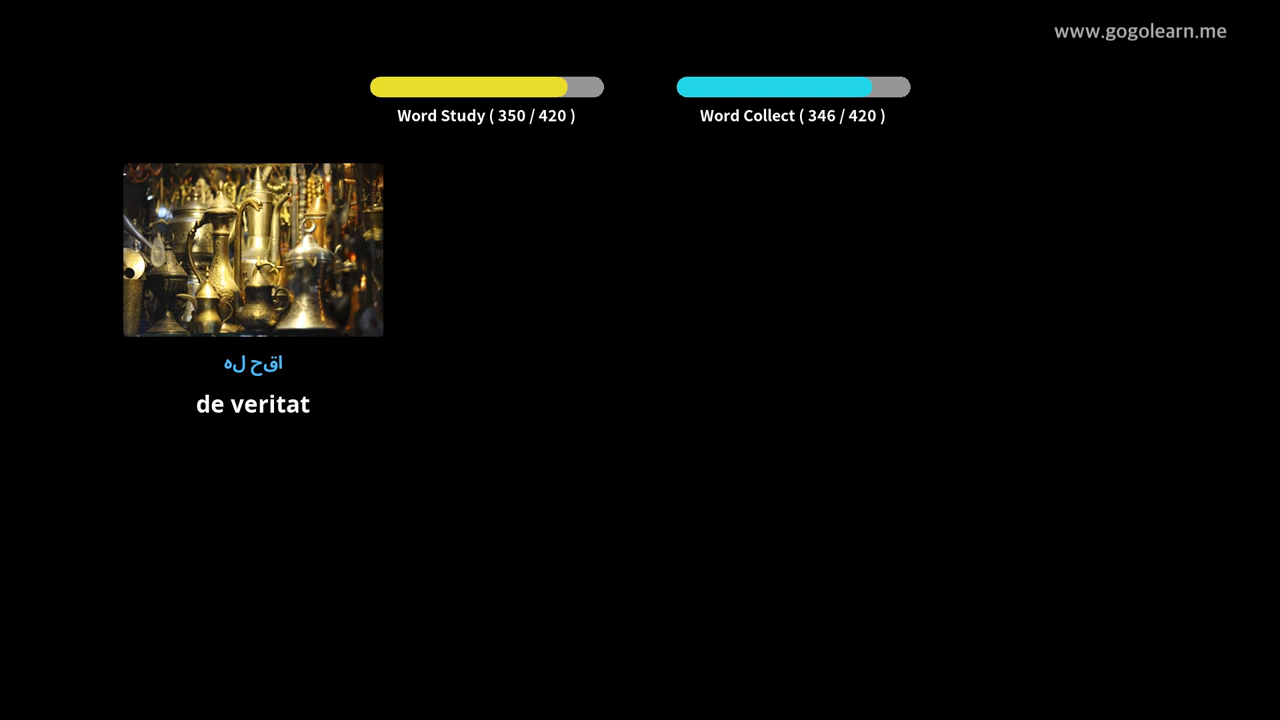 www.gogolearn.me
Word Study ( 350 / 420 )
Word Collect ( 346 / 420 )
اقح له
de veritat